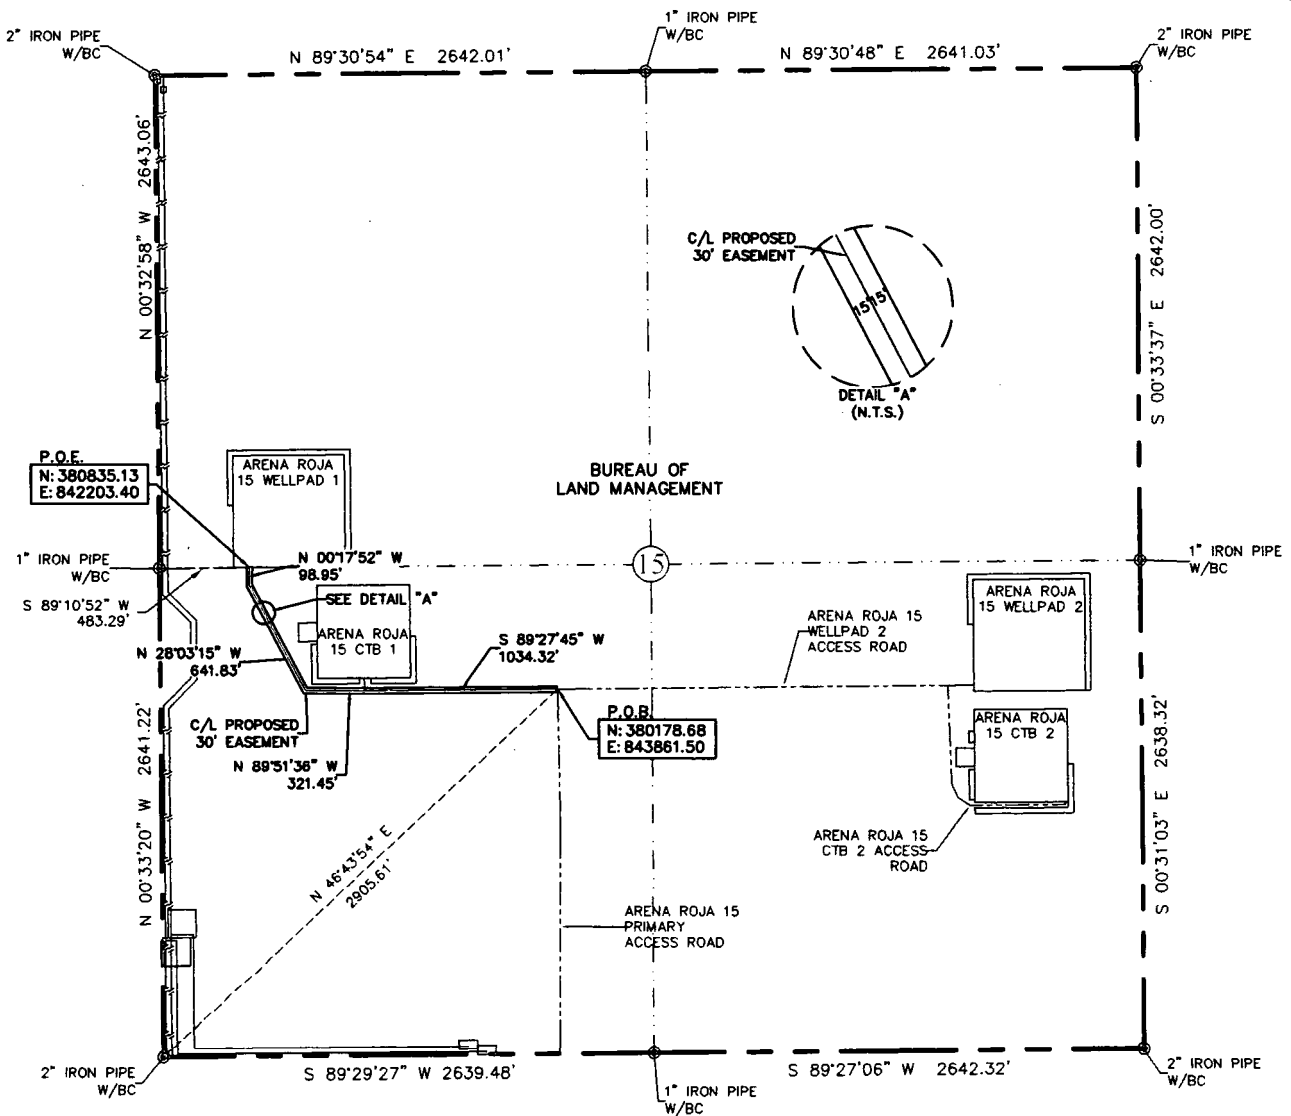 2" IRON PIPE
W/BC
N 89°30'54" E 2642.01'
1" IRON PIPE
W/BC
N 89°30'48" E 2641.03'
2" IRON PIPE
W/BC
N 00°32'58" W 2643.06'
S 00°33'37" E 2642.00'
C/L PROPOSED
30' EASEMENT
15'
15'
DETAIL "A"
(N.T.S.)
P.O.E.
N: 380835.13
E: 842203.40
ARENA ROJA
15 WELLPAD 1
BUREAU OF
LAND MANAGEMENT
1" IRON PIPE
W/BC
N 00°17'52" W
98.95'
15
1" IRON PIPE
W/BC
S 89°10'52" W
483.29'
SEE DETAIL "A"
ARENA ROJA
15 CTB 1
ARENA ROJA 15
WELLPAD 2
ACCESS ROAD
ARENA ROJA
15 WELLPAD 2
N 28°03'15" W
641.83'
S 89°27'45" W
1034.32'
C/L PROPOSED
30' EASEMENT
P.O.B.
N: 380178.68
E: 843861.50
ARENA ROJA
15 CTB 2
N 89°51'36" W
321.45'
N 00°33'20" W 2641.22'
S 00°31'03" E 2638.32'
N 46°43'54" E
2905.61'
ARENA ROJA 15
CTB 2 ACCESS
ROAD
ARENA ROJA 15
PRIMARY
ACCESS ROAD
2" IRON PIPE
W/BC
S 89°29'27" W 2639.48'
1" IRON PIPE
W/BC
S 89°27'06" W 2642.32'
2" IRON PIPE
W/BC